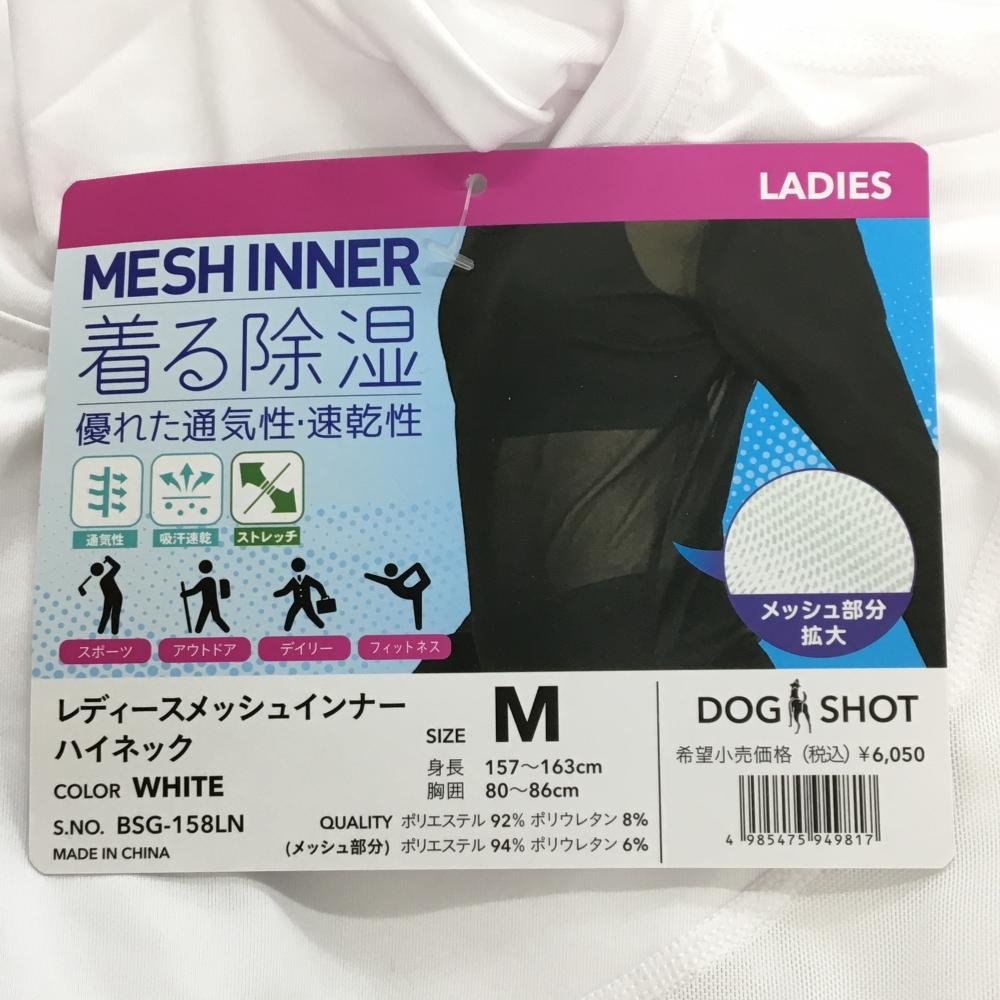 LADIES
MESH INNER
着る除湿
優れた通気性・速乾性
通気性 吸汗速乾 ストレッチ
スポーツ アウトドア デイリー フィットネス
メッシュ部分
拡大
レディースメッシュインナー
ハイネック
COLOR WHITE
S.NO. BSG-158LN
MADE IN CHINA
SIZE M
身長 157～163cm
胸囲 80～86cm
QUALITY ポリエステル 92% ポリウレタン 8%
(メッシュ部分) ポリエステル 94% ポリウレタン 6%
DOG SHOT
希望小売価格（税込）¥6,050
4 985475 949817